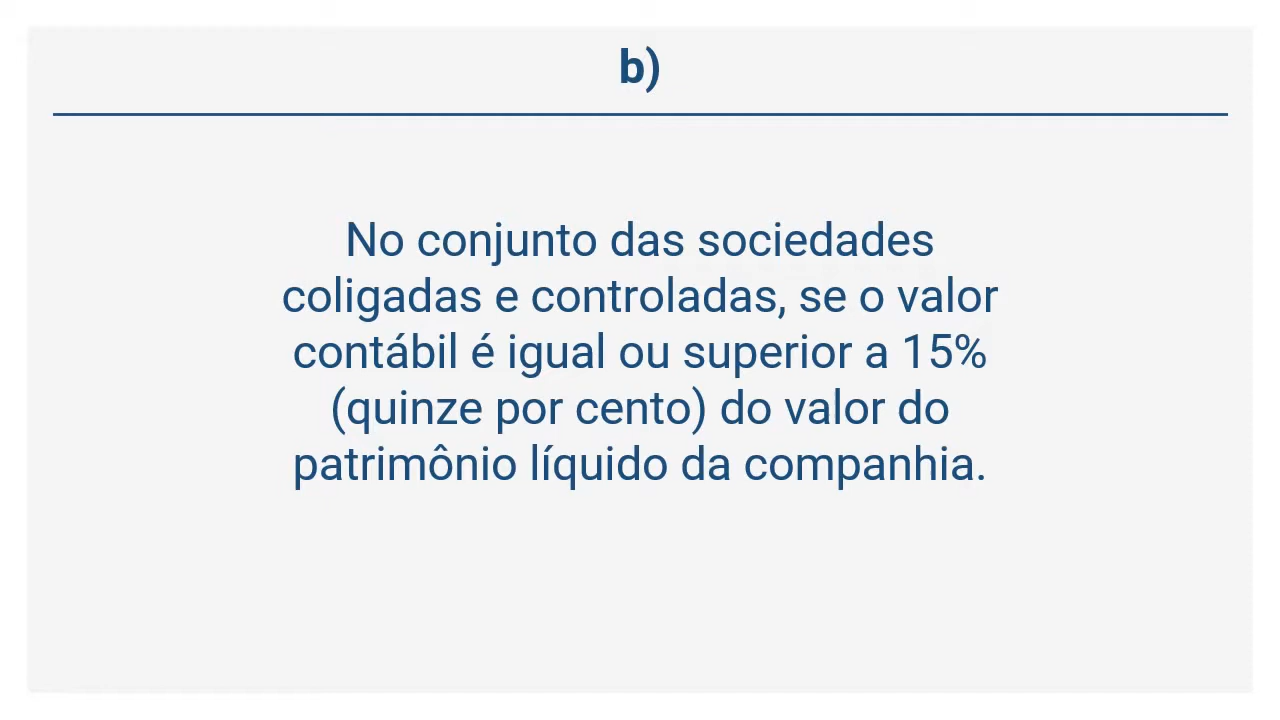 b)
No conjunto das sociedades
coligadas e controladas, se o valor
contábil é igual ou superior a 15%
(quinze por cento) do valor do
patrimônio líquido da companhia.